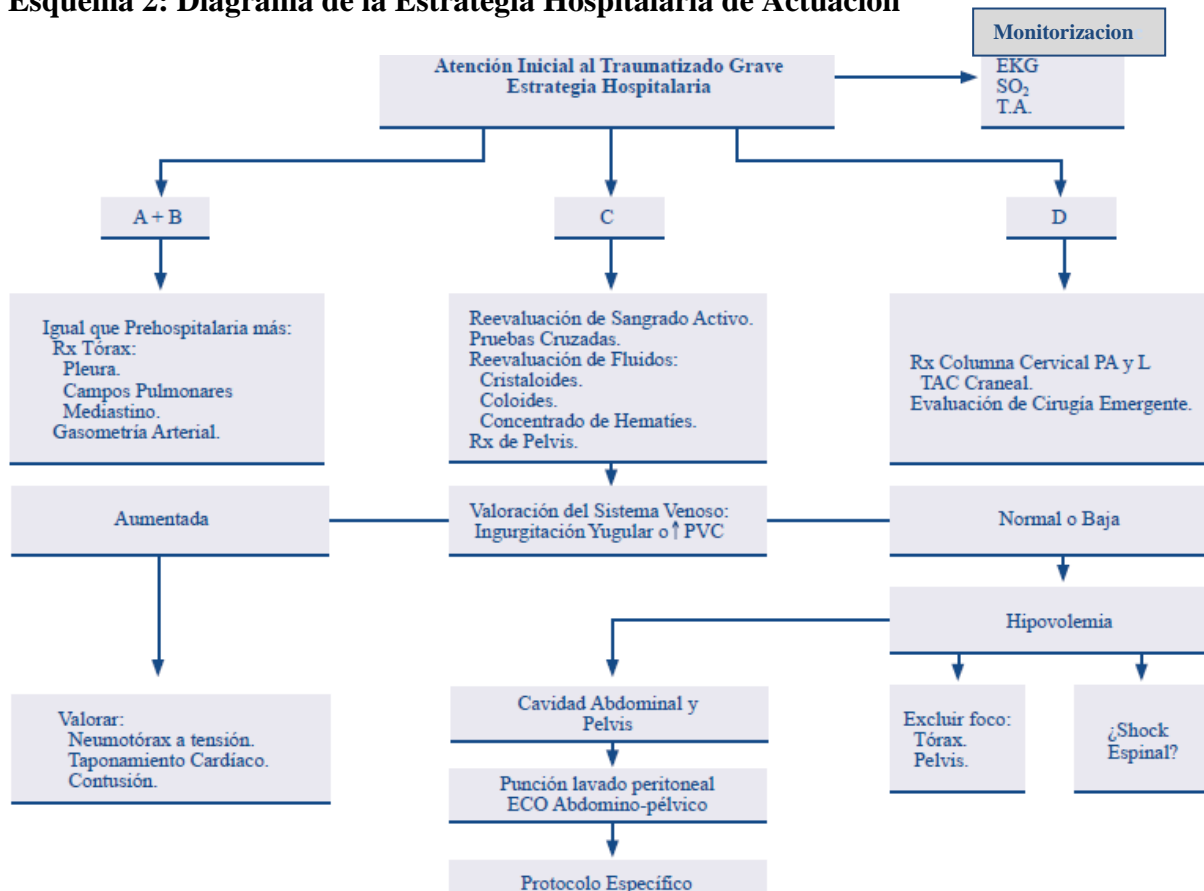 Esquema 2: Diagrama de la Estrategia Hospitalaria de Actuación
Monitorizacion
EKG
SO₂
T.A.
Atención Inicial al Traumatizado Grave
Estrategia Hospitalaria
A + B
C
D
Igual que Prehospitalaria más:
Rx Tórax:
Pleura.
Campos Pulmonares
Mediastino.
Gasometría Arterial.
Reevaluación de Sangrado Activo.
Pruebas Cruzadas.
Reevaluación de Fluidos:
Cristaloides.
Coloides.
Concentrado de Hematíes.
Rx de Pelvis.
Rx Columna Cervical PA y L
TAC Craneal.
Evaluación de Cirugía Emergente.
Aumentada
Valoración del Sistema Venoso:
Ingurgitación Yugular o ↑ PVC
Normal o Baja
Hipovolemia
Valorar:
Neumotórax a tensión.
Taponamiento Cardíaco.
Contusión.
Cavidad Abdominal y
Pelvis
Excluir foco:
Tórax.
Pelvis.
¿Shock
Espinal?
Punción lavado peritoneal
ECO Abdomino-pélvico
Protocolo Específico